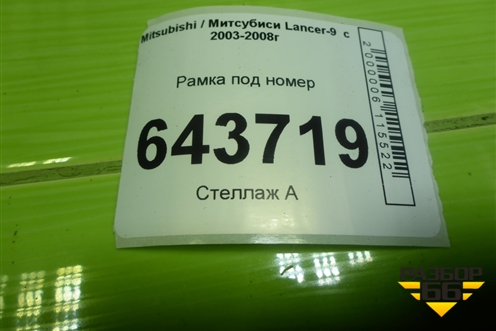 Mitsubishi / Митсубиси Lancer-9 с
2003-2008г
Рамка под номер
643719
Стеллаж А
2000006115522
РАЗБОР
66